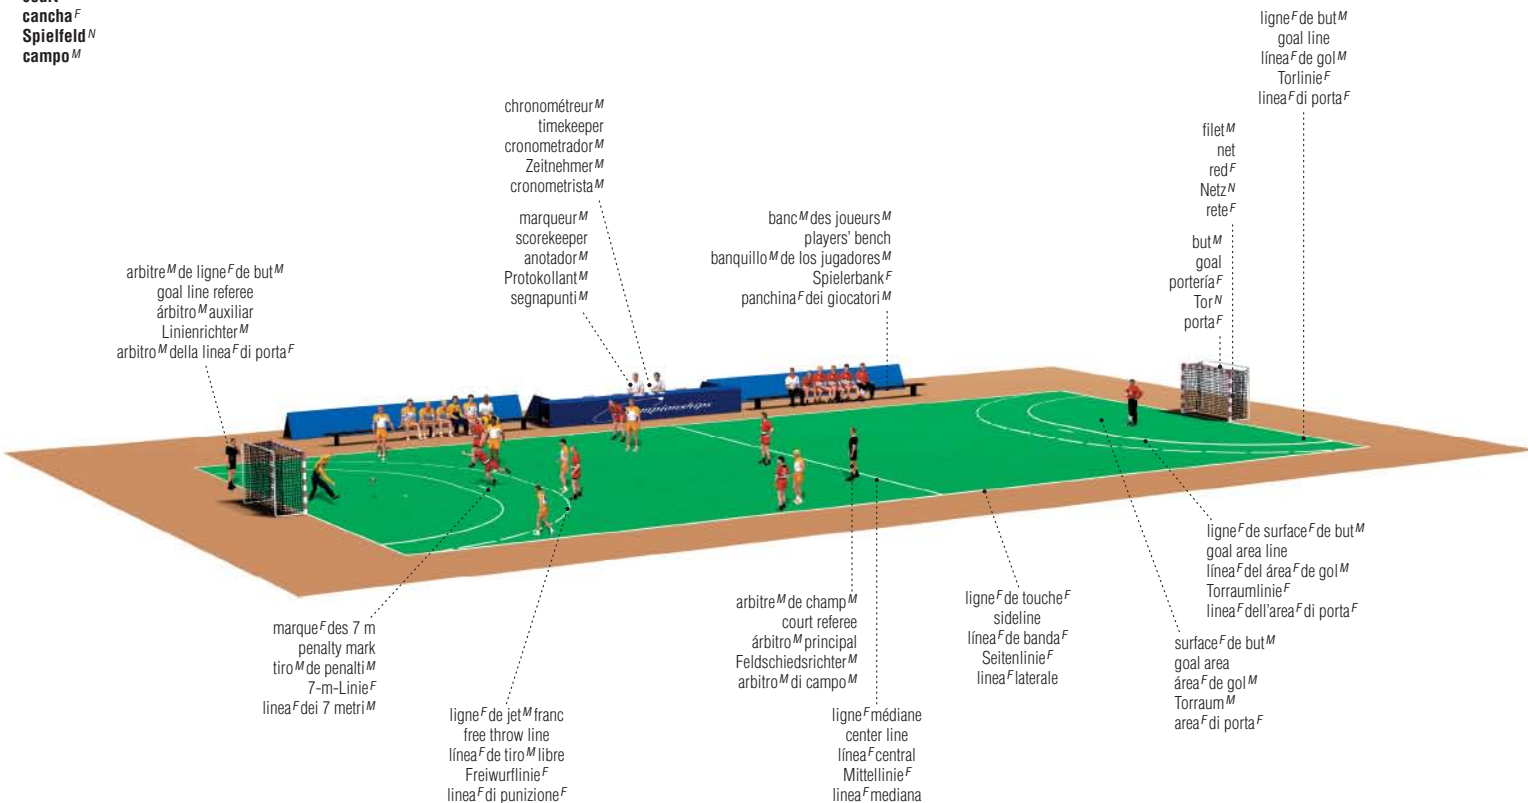 cancha F
Spielfeld N
campo M
ligne F de but M
goal line
línea F de gol M
Torlinie F
linea F di porta F
chronométreur M
timekeeper
cronometrador M
Zeitnehmer M
cronometrista M
filet M
net
red F
Netz N
rete F
marqueur M
scorekeeper
anotador M
Protokollant M
segnapunti M
banc M des joueurs M
players’ bench
banquillo M de los jugadores M
Spielerbank F
panchina F dei giocatori M
but M
goal
portería F
Tor N
porta F
arbitre M de ligne F de but M
goal line referee
árbitro M auxiliar
Linienrichter M
arbitro M della linea F di porta F
marque F des 7 m
penalty mark
tiro M de penalti M
7-m-Linie F
linea F dei 7 metri M
ligne F de jet M franc
free throw line
línea F de tiro M libre
Freiwurflinie F
linea F di punizione F
arbitre M de champ M
court referee
árbitro M principal
Feldschiedsrichter M
arbitro M di campo M
ligne F médiane
center line
línea F central
Mittellinie F
linea F mediana
ligne F de touche F
sideline
línea F de banda F
Seitenlinie F
linea F laterale
ligne F de surface F de but M
goal area line
línea F del área F de gol M
Torraumlinie F
linea F dell'area F di porta F
surface F de but M
goal area
área F de gol M
Torraum M
area F di porta F